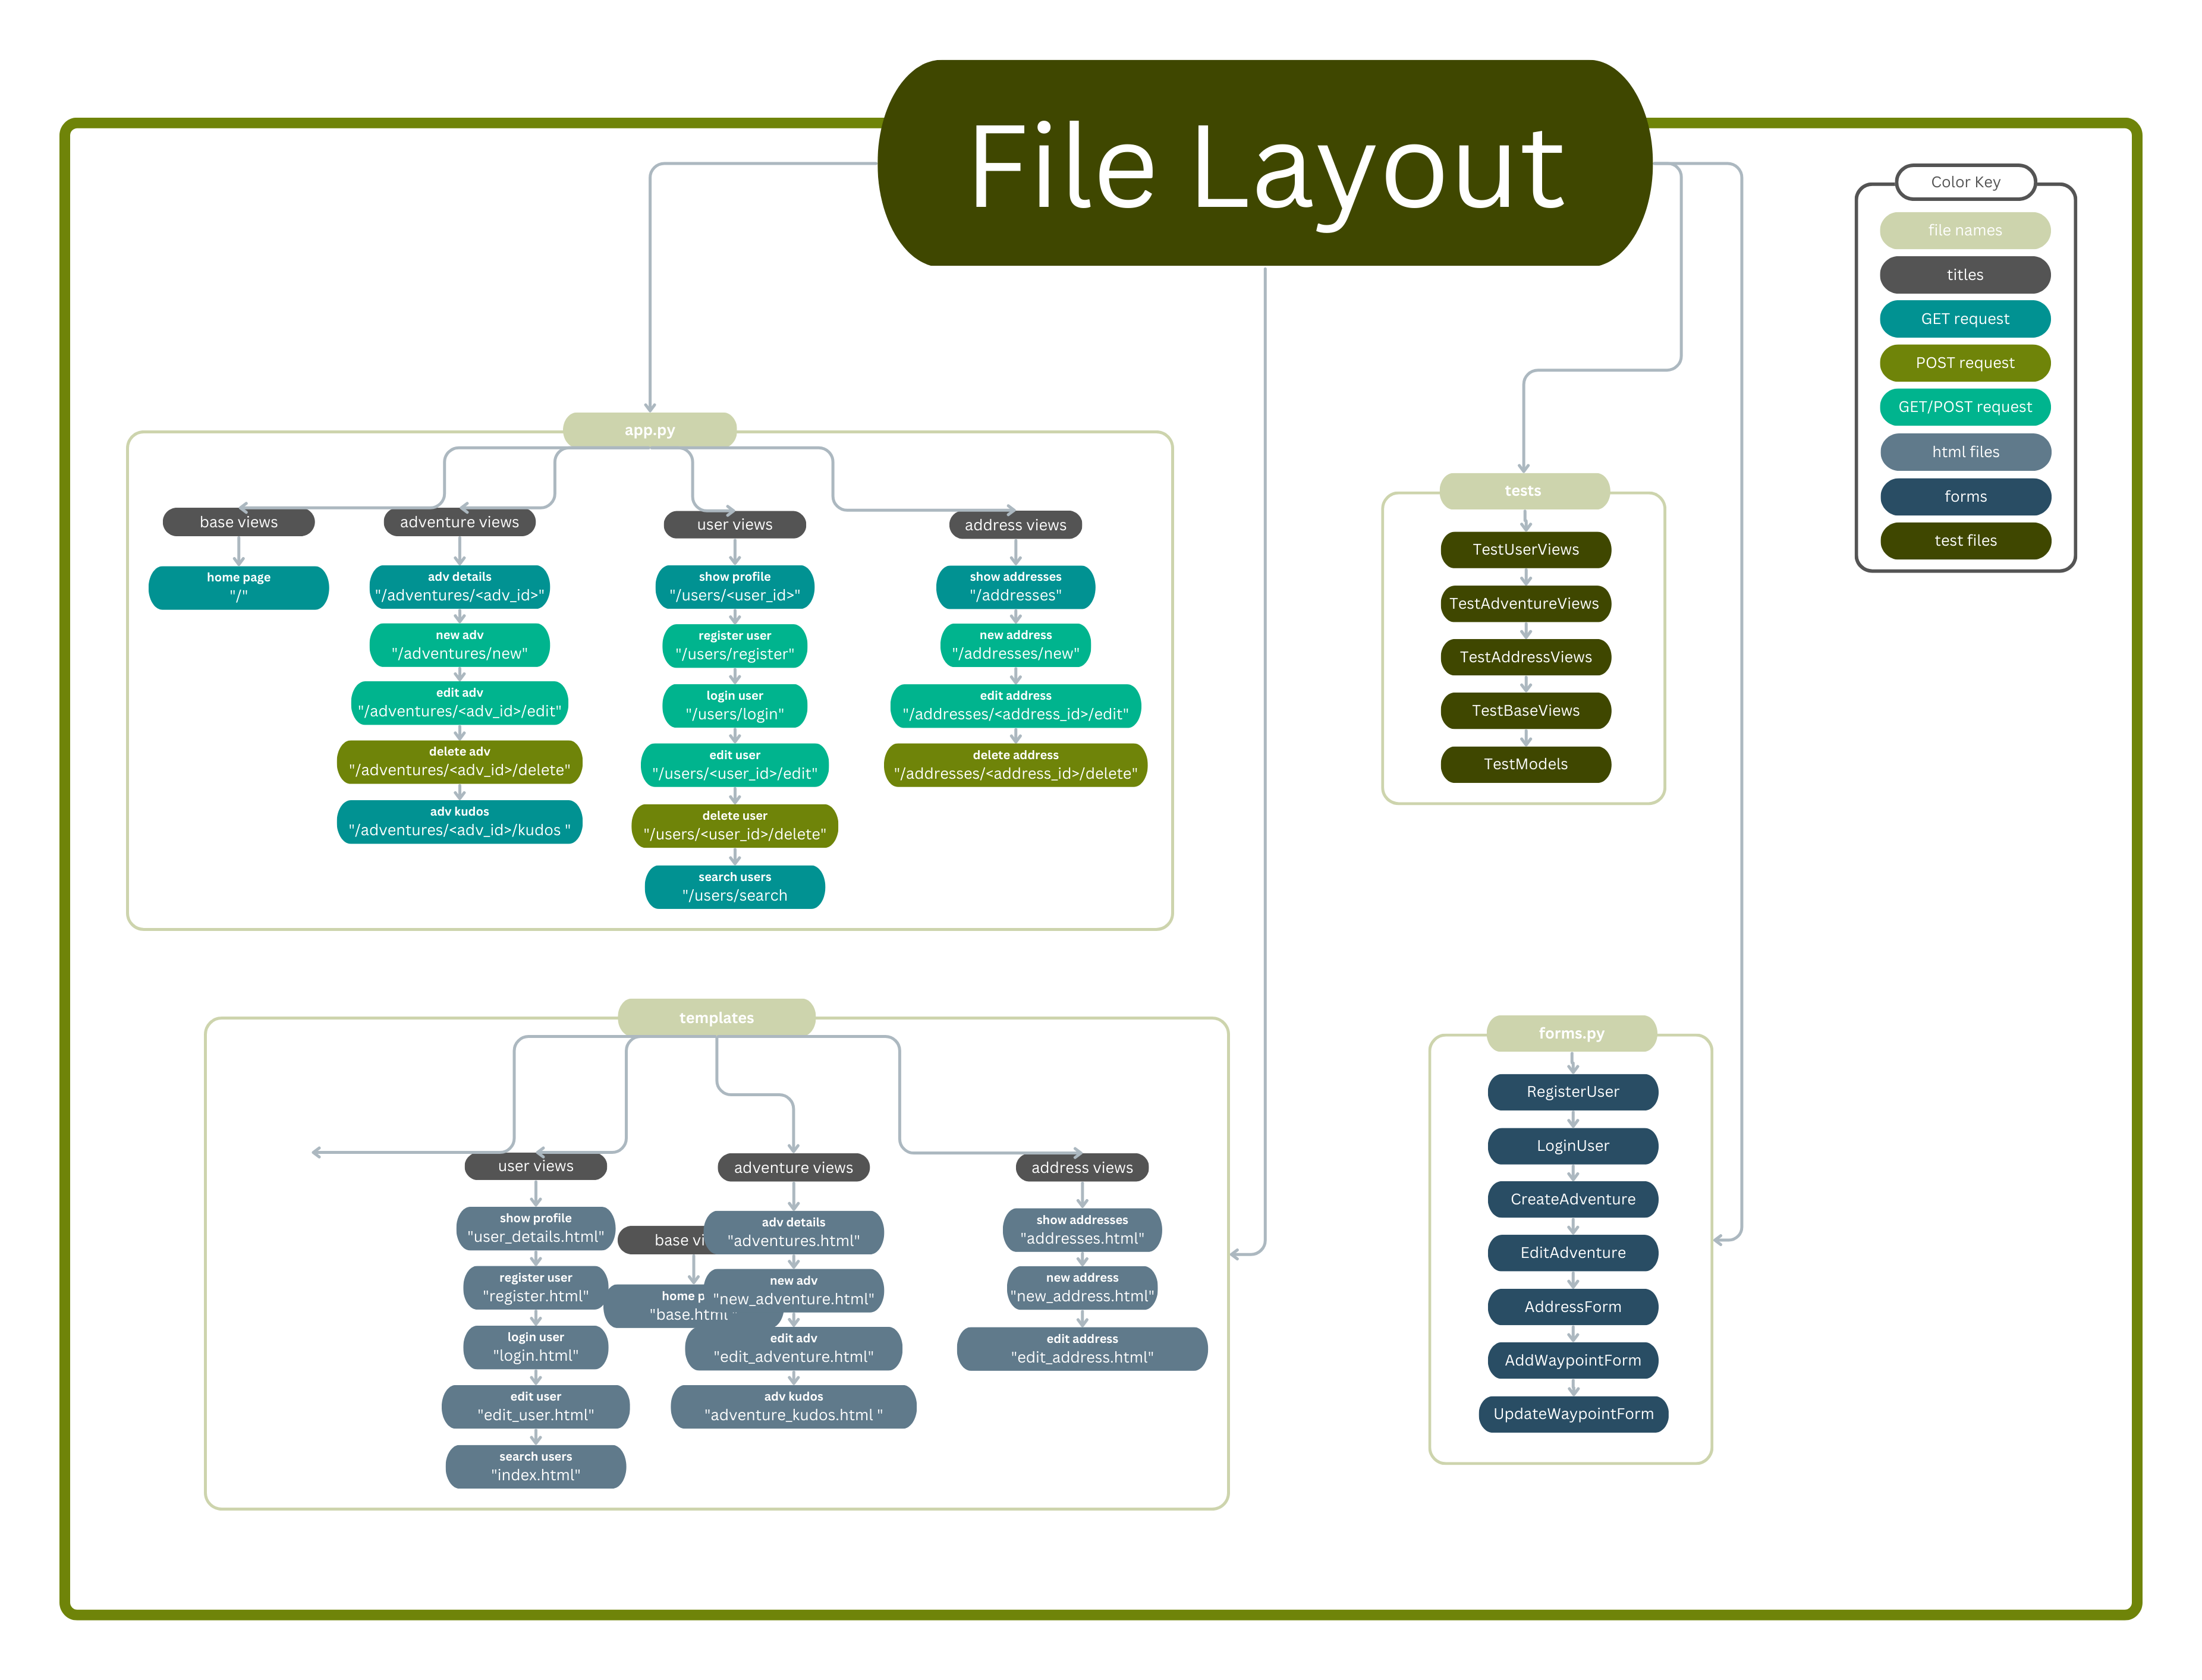 File Layout
Color Key
file names
titles
GET request
POST request
GET/POST request
html files
forms
test files
app.py
base views
home page
"/"
adventure views
adv details
"/adventures/<adv_id>"
new adv
"/adventures/new"
edit adv
"/adventures/<adv_id>/edit"
delete adv
"/adventures/<adv_id>/delete"
adv kudos
"/adventures/<adv_id>/kudos "
user views
show profile
"/users/<user_id>"
register user
"/users/register"
login user
"/users/login"
edit user
"/users/<user_id>/edit"
delete user
"/users/<user_id>/delete"
search users
"/users/search
address views
show addresses
"/addresses"
new address
"/addresses/new"
edit address
"/addresses/<address_id>/edit"
delete address
"/addresses/<address_id>/delete"
tests
TestUserViews
TestAdventureViews
TestAddressViews
TestBaseViews
TestModels
templates
user views
show profile
"user_details.html"
register user
"register.html"
login user
"login.html"
edit user
"edit_user.html"
search users
"index.html"
base
home
"base.html "
adventure views
adv details
"adventures.html"
new adv
"new_adventure.html"
edit adv
"edit_adventure.html"
adv kudos
"adventure_kudos.html "
address views
show addresses
"addresses.html"
new address
"new_address.html"
edit address
"edit_address.html"
forms.py
RegisterUser
LoginUser
CreateAdventure
EditAdventure
AddressForm
AddWaypointForm
UpdateWaypointForm